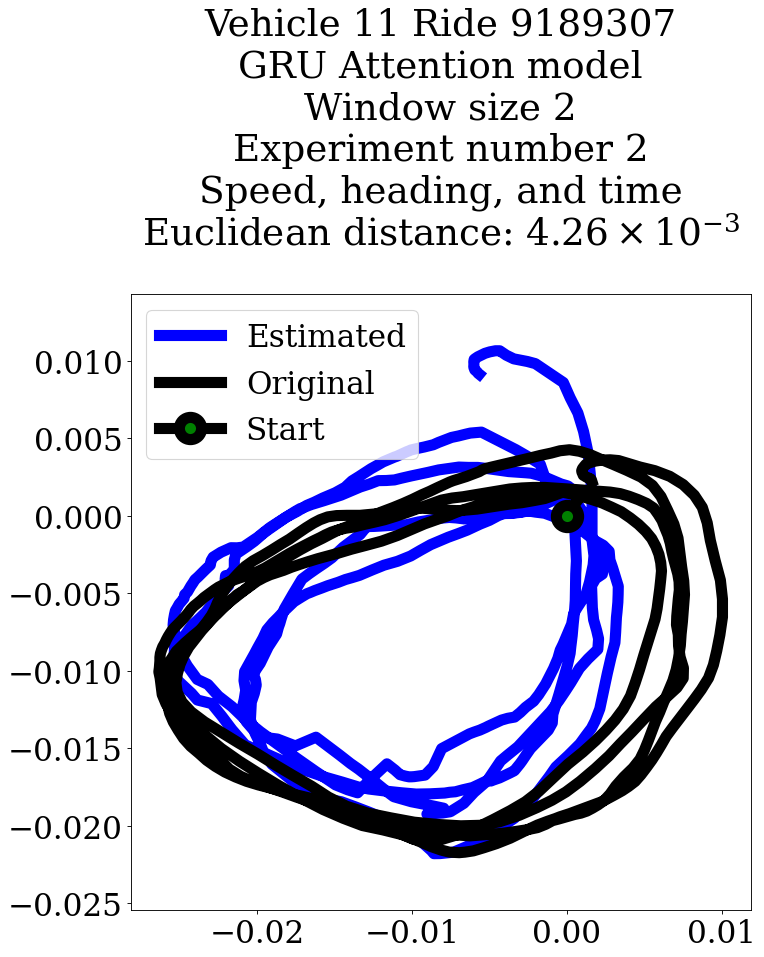 Vehicle 11 Ride 9189307
GRU Attention model
Window size 2
Experiment number 2
Speed, heading, and time
Euclidean distance: 4.26 × 10⁻³
Estimated
Original
Start
0.010
0.005
0.000
−0.005
−0.010
−0.015
−0.020
−0.025
−0.02
−0.01
0.00
0.01